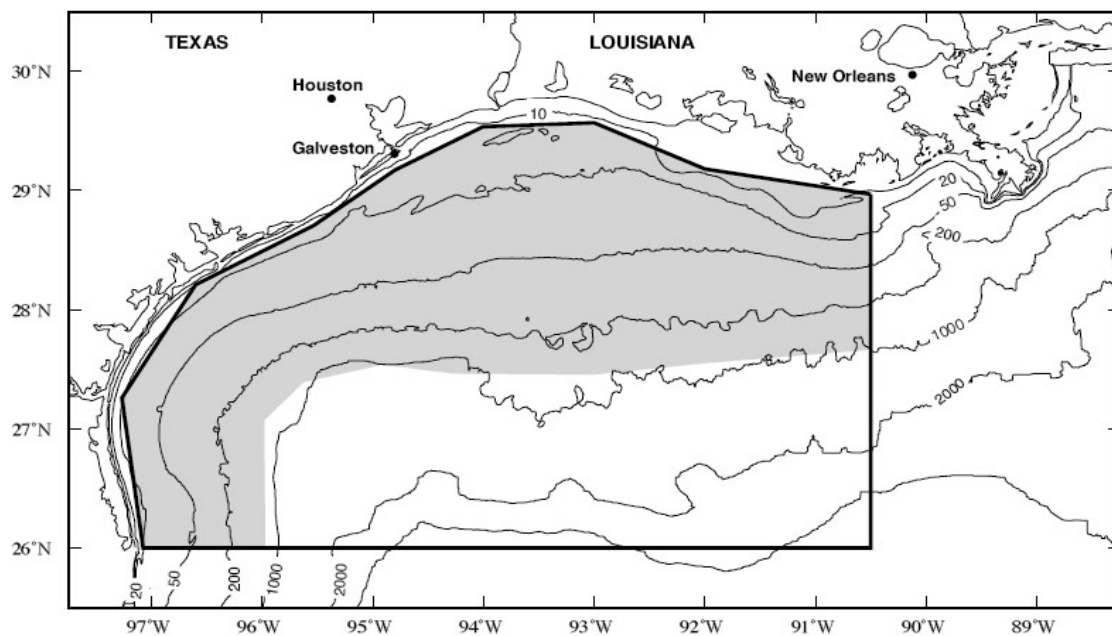 TEXAS LOUISIANA
30°N
New Orleans
Houston
10
Galveston
29°N
20
50
200
28°N
1000
2000
27°N
26°N
20 50 200 1000 2000
97°W 96°W 95°W 94°W 93°W 92°W 91°W 90°W 89°W